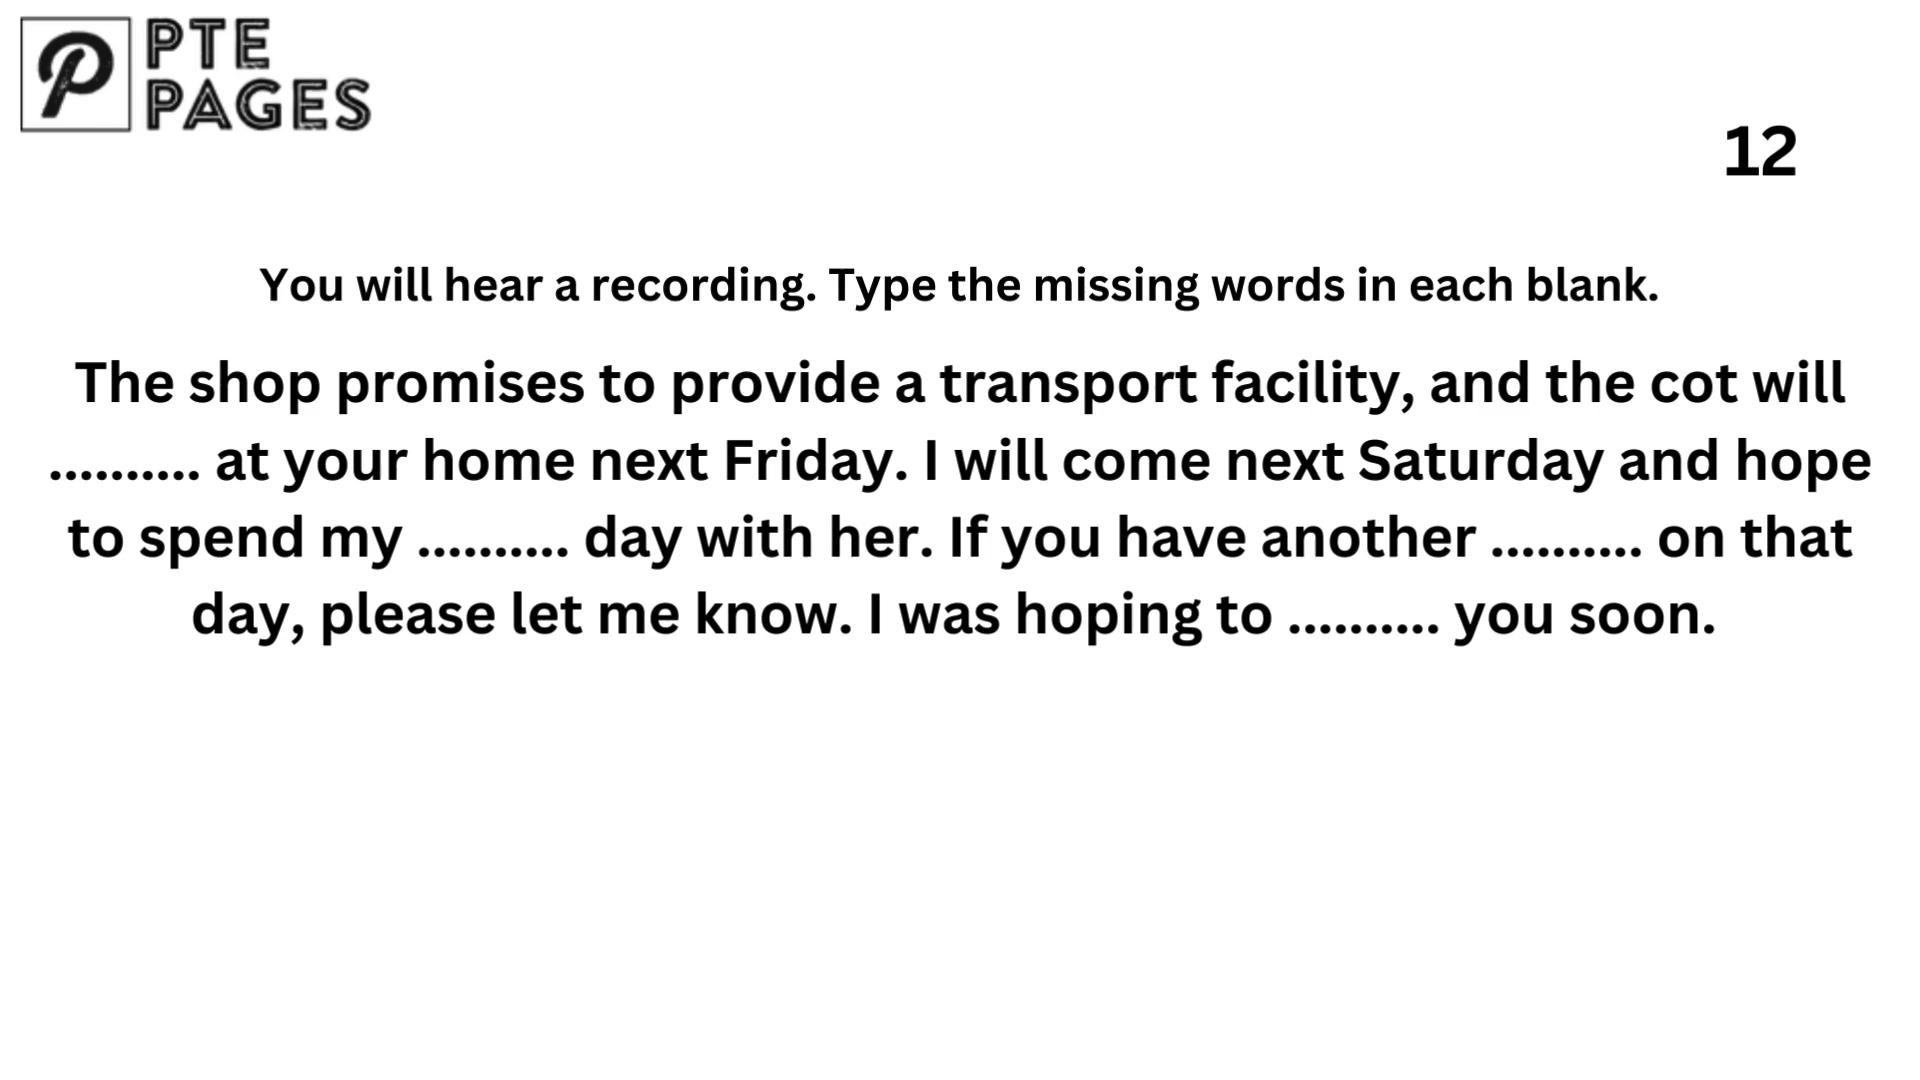 PTE
PAGES
12
You will hear a recording. Type the missing words in each blank.
The shop promises to provide a transport facility, and the cot will
.......... at your home next Friday. I will come next Saturday and hope
to spend my .......... day with her. If you have another .......... on that
day, please let me know. I was hoping to .......... you soon.